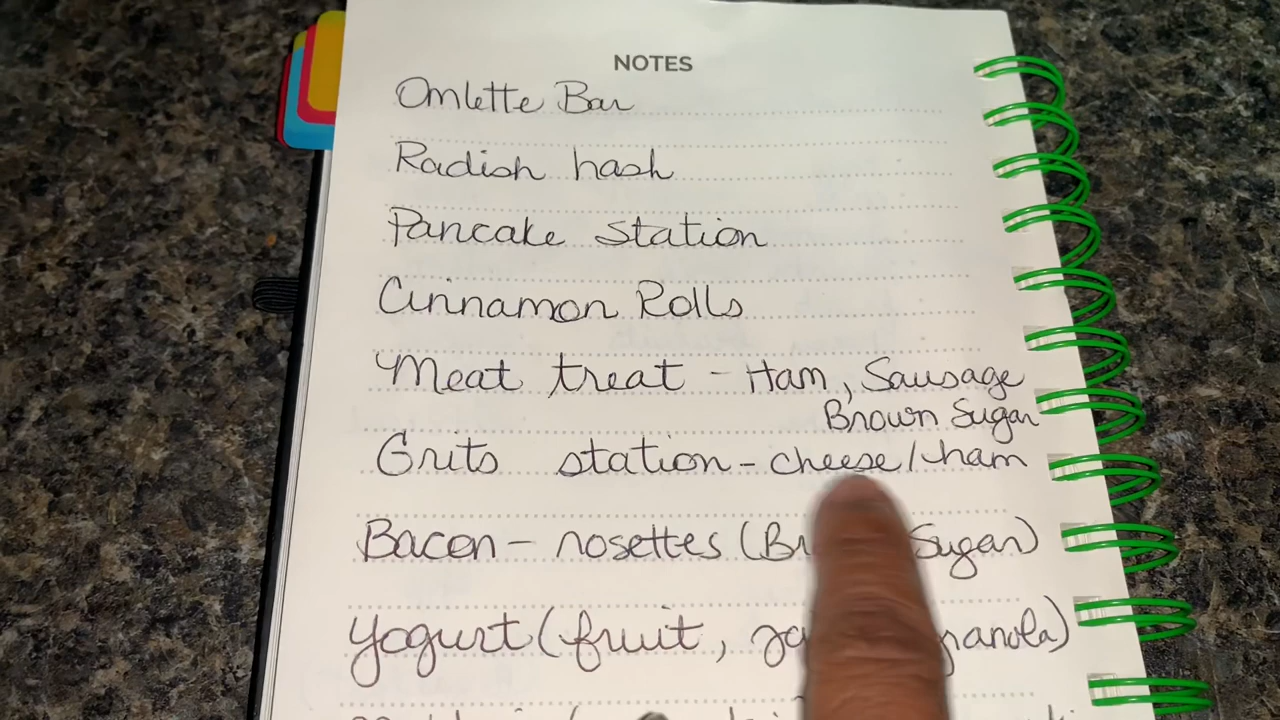 NOTES
Omlette Bar
Radish hash
Pancake station
Cinnamon Rolls
Meat treat - Ham, Sausage
Brown Sugar
Grits station - cheese/ham
Bacon - rosettes (Br Sugar)
Yogurt (fruit, granola)